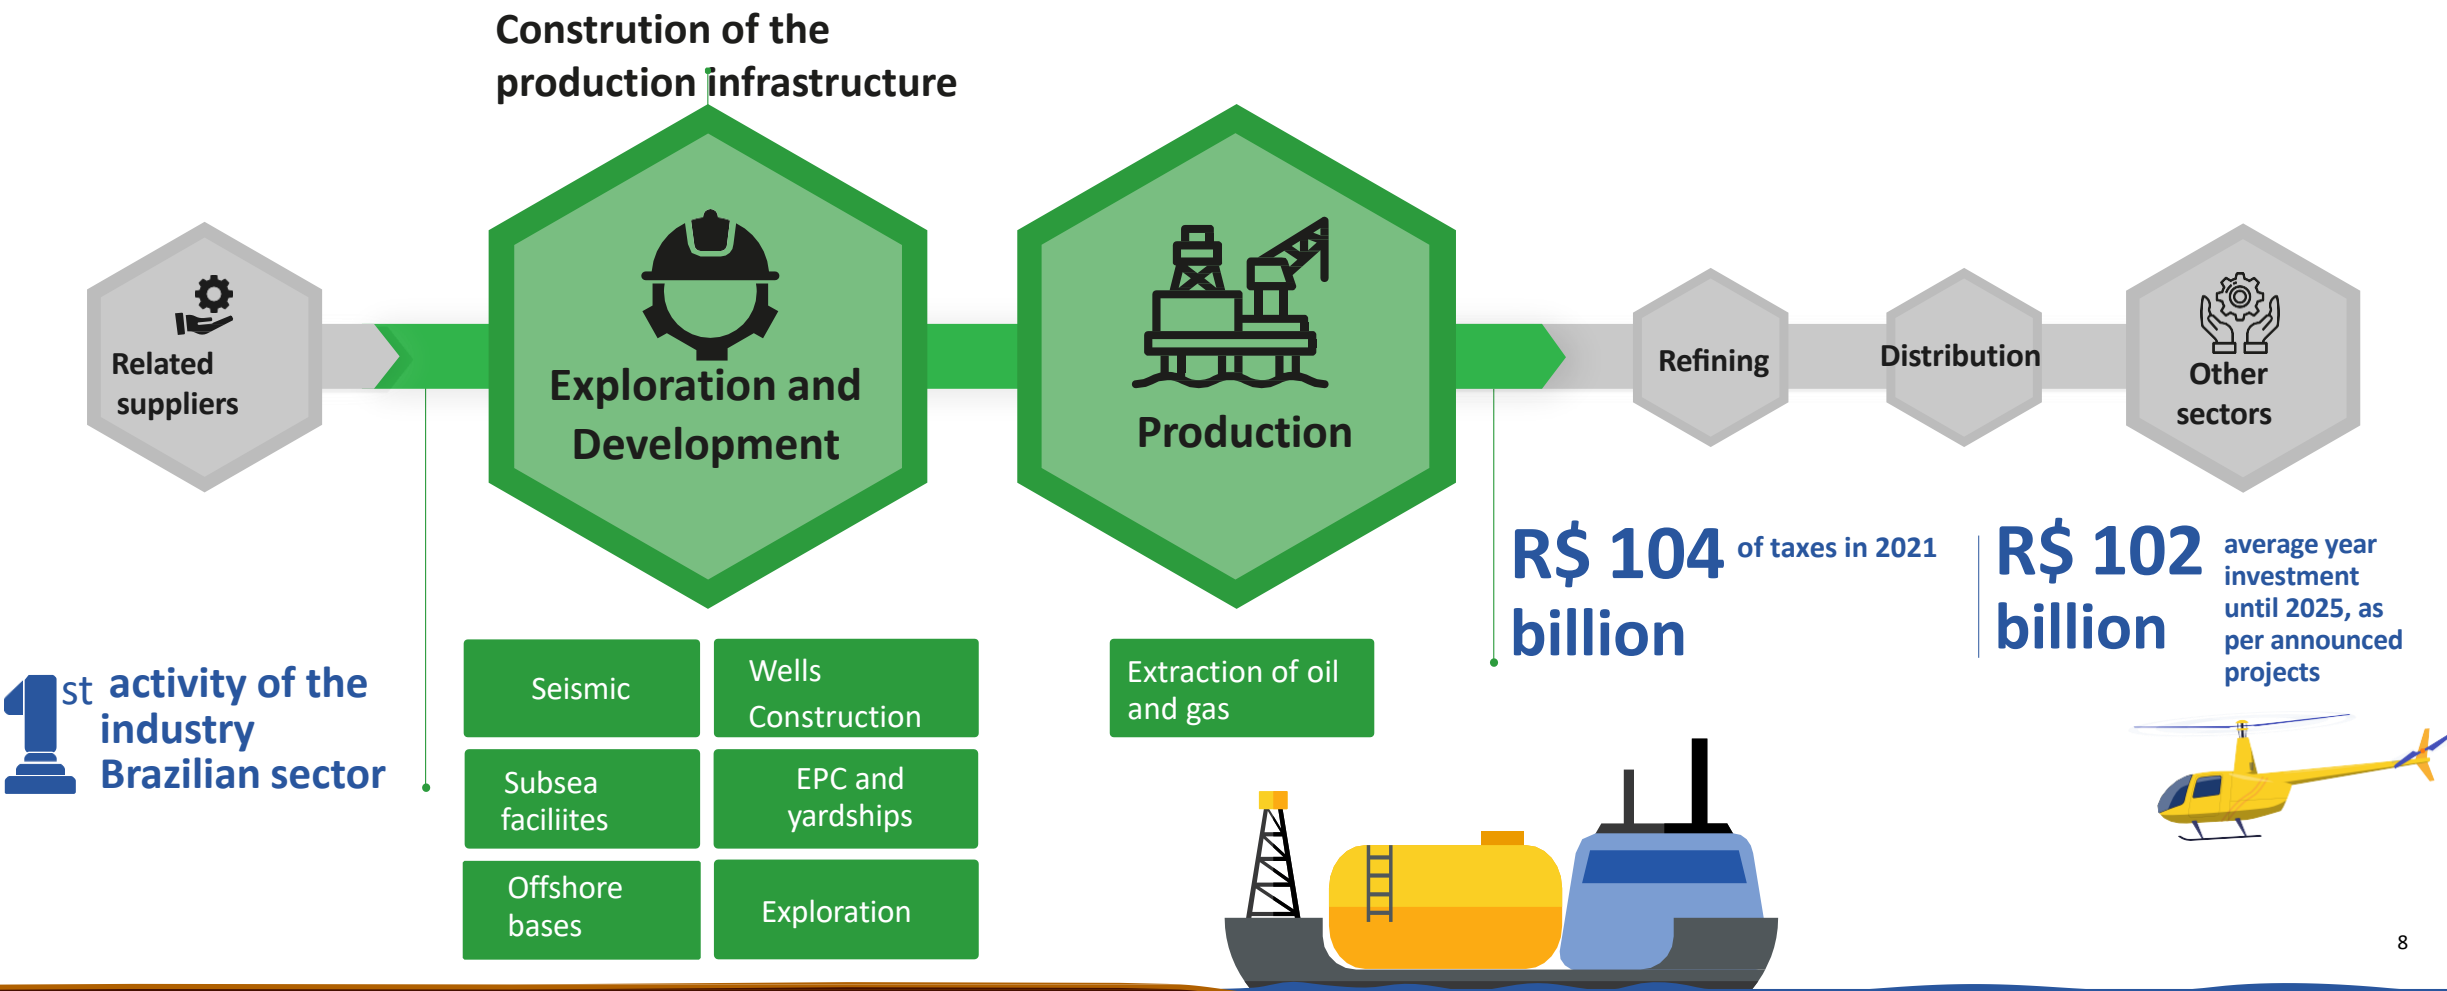 Constrution of the
production infrastructure
Related
suppliers
Exploration and
Development
Production
Refining
Distribution
Other
sectors
1st activity of the
industry
Brazilian sector
Seismic
Wells
Construction
Subsea
faciliites
EPC and
yardships
Offshore
bases
Exploration
Extraction of oil
and gas
R$ 104
billion
of taxes in 2021
R$ 102
billion
average year
investment
until 2025, as
per announced
projects
8